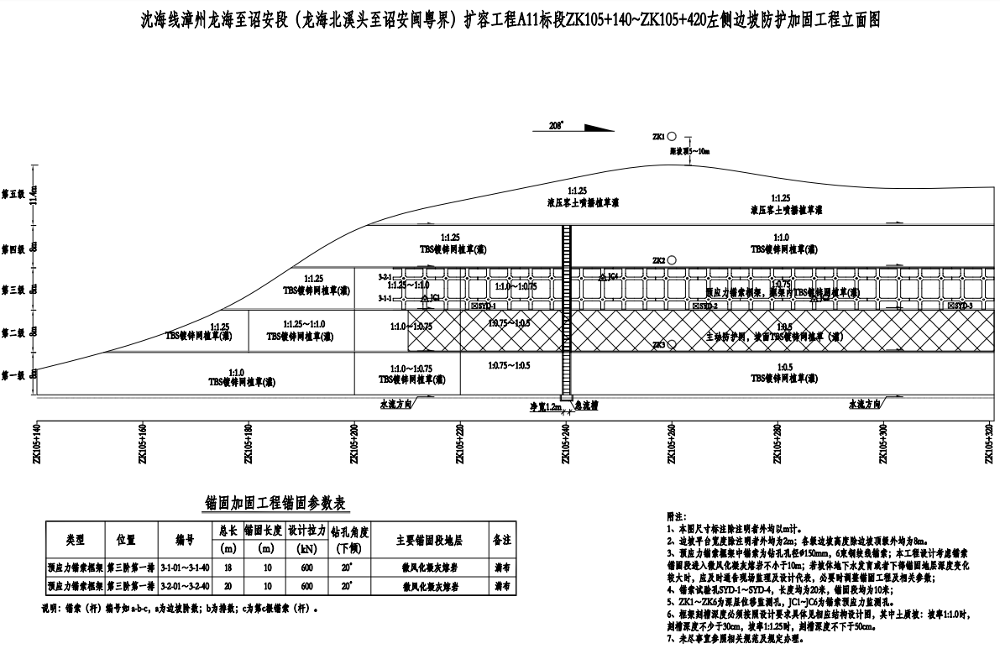 沈海线漳州龙海至诏安段（龙海北溪头至诏安闽粤界）扩容工程A11标段ZK105+140~ZK105+420左侧边坡防护加固工程立面图
208°
ZK1
距坡顶5～10m
第五级
11.4m
1:1.25
液压客土喷播植草灌
1:1.25
液压客土喷播植草灌
第四级
8m
1:1.25
TBS镀锌网植草(灌)
ZK2
1:1.0
TBS镀锌网植草(灌)
第三级
8m
1:1.25
TBS镀锌网植草(灌)
3-2-1
3-1-1
1:1.25～1:1.0
JC1
1:1.0～1:0.75
SYD-1
JC4
1:0.75
预应力锚索框架，框架内TBS镀锌网植草(灌)
SYD-2
SYD-3
第二级
8m
1:1.25
TBS镀锌网植草(灌)
1:1.25～1:1.0
TBS镀锌网植草(灌)
1:1.0～1:0.75
1:0.75～1:0.5
ZK3
1:0.5
主动防护网，坡面TBS镀锌网植草（灌）
第一级
8m
1:1.0
TBS镀锌网植草(灌)
1:1.0～1:0.75
TBS镀锌网植草(灌)
1:0.75～1:0.5
1:0.5
TBS镀锌网植草(灌)
水流方向
净宽1.2m
急流槽
水流方向
ZK105+140
ZK105+160
ZK105+180
ZK105+200
ZK105+220
ZK105+240
ZK105+260
ZK105+280
ZK105+300
ZK105+320
锚固加固工程锚固参数表
类型 位置 编号 总长(m) 锚固长度(m) 设计拉力(kN) 钻孔角度(下倾) 主要锚固段地层 备注
预应力锚索框架 第三阶第一排 3-1-01～3-1-40 18 10 600 20° 微风化凝灰熔岩 满布
预应力锚索框架 第三阶第二排 3-2-01～3-2-40 20 10 600 20° 微风化凝灰熔岩 满布
说明：锚索（杆）编号如 a-b-c，a为边坡阶数；b为排数；c为第c根锚索（杆）。
附注：
1、本图尺寸标注除注明者外均以m计。
2、边坡平台宽度除注明者外均为2m；各级边坡高度除边坡顶级外均为8m。
3、预应力锚索框架中锚索为钻孔孔径Φ150mm，6束钢绞线锚索；本工程设计考虑锚索
锚固段进入微风化凝灰熔岩不小于10m；若坡体地下水发育或者下部锚固地层深度变化
较大时，应及时通告现场监理及设计代表，必要时调整锚固工程及相关参数；
4、锚索试验孔SYD-1～SYD-4，长度均为20米，锚固段均为10米；
5、ZK1～ZK6为深层位移监测孔，JC1~JC6为锚索预应力监测孔。
6、框架刻槽深度必须按照设计要求具体见相应结构设计图，其中土质坡：坡率1:1.0时，
刻槽深度不少于30cm，坡率1:1.25时，刻槽深度不下于50cm。
7、未尽事宜参照相关规范及规定办理。